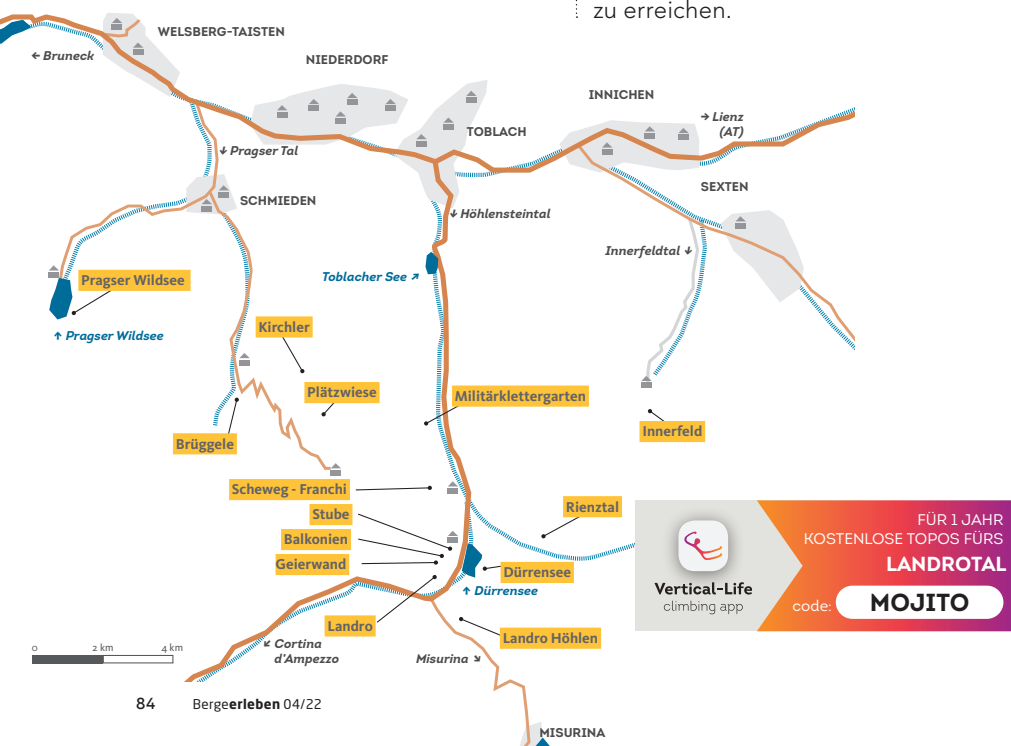 zu erreichen.
WELSBERG-TAISTEN
← Bruneck
NIEDERDORF
INNICHEN
→ Lienz
(AT)
TOBLACH
↓ Pragser Tal
SEXTEN
SCHMIEDEN
↓ Höhlensteintal
Innerfeldtal ↓
Toblacher See ↗
Pragser Wildsee
↑ Pragser Wildsee
Kirchler
Plätzwiese
Militärklettergarten
Brüggele
Innerfeld
Scheweg - Franchi
Stube
Rienztal
Balkonien
Geierwand
Dürrensee
↑ Dürrensee
Landro
Landro Höhlen
↙ Cortina
d'Ampezzo
Misurina ↘
MISURINA
0 2 km 4 km
FÜR 1 JAHR
KOSTENLOSE TOPOS FÜRS
LANDROTAL
Vertical-Life
climbing app
code: MOJITO
84 Bergeerleben 04/22